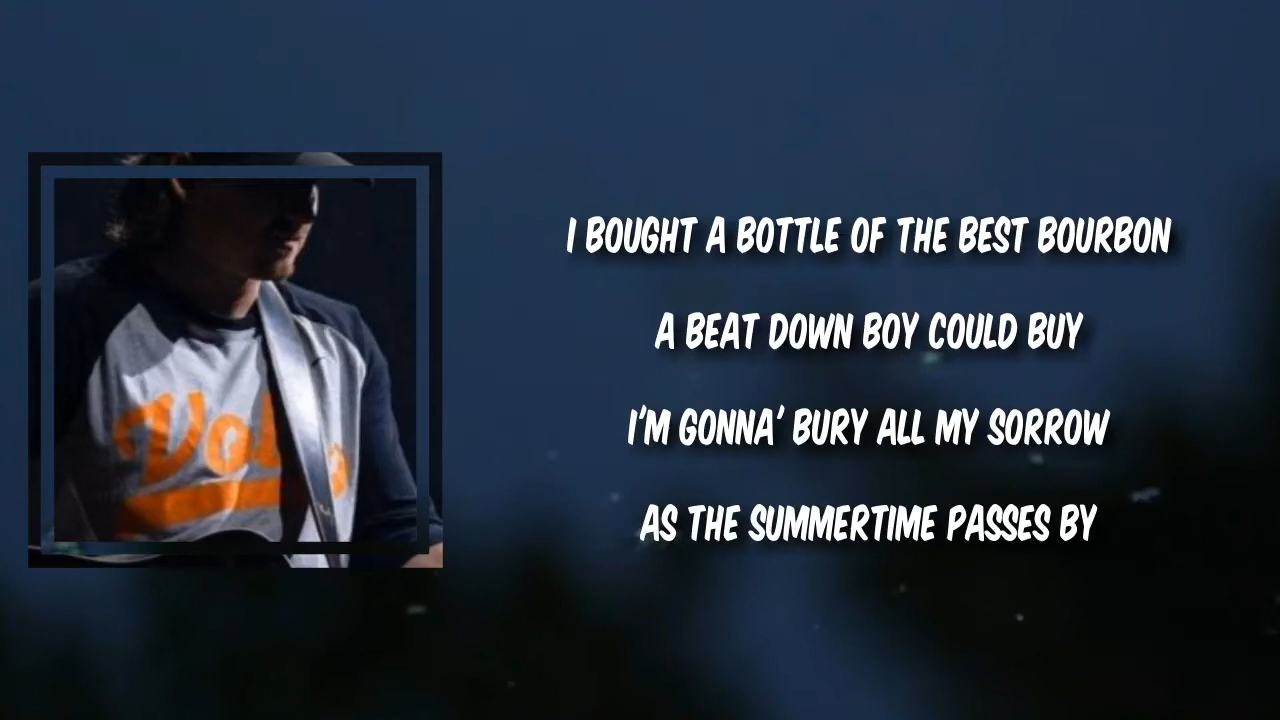 I BOUGHT A BOTTLE OF THE BEST BOURBON
A BEAT DOWN BOY COULD BUY
I'M GONNA' BURY ALL MY SORROW
AS THE SUMMERTIME PASSES BY